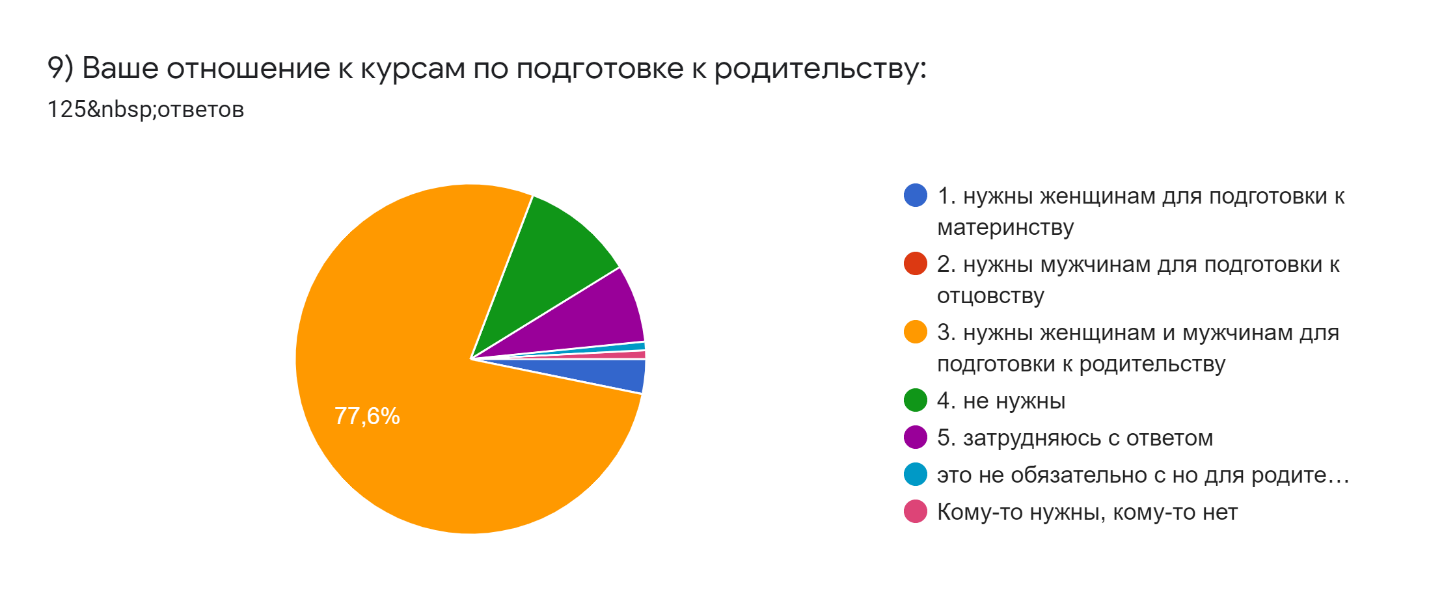 9) Ваше отношение к курсам по подготовке к родительству:
125&nbsp;ответов
77,6%
1. нужны женщинам для подготовки к
материнству
2. нужны мужчинам для подготовки к
отцовству
3. нужны женщинам и мужчинам для
подготовки к родительству
4. не нужны
5. затрудняюсь с ответом
это не обязательно с но для родите…
Кому-то нужны, кому-то нет